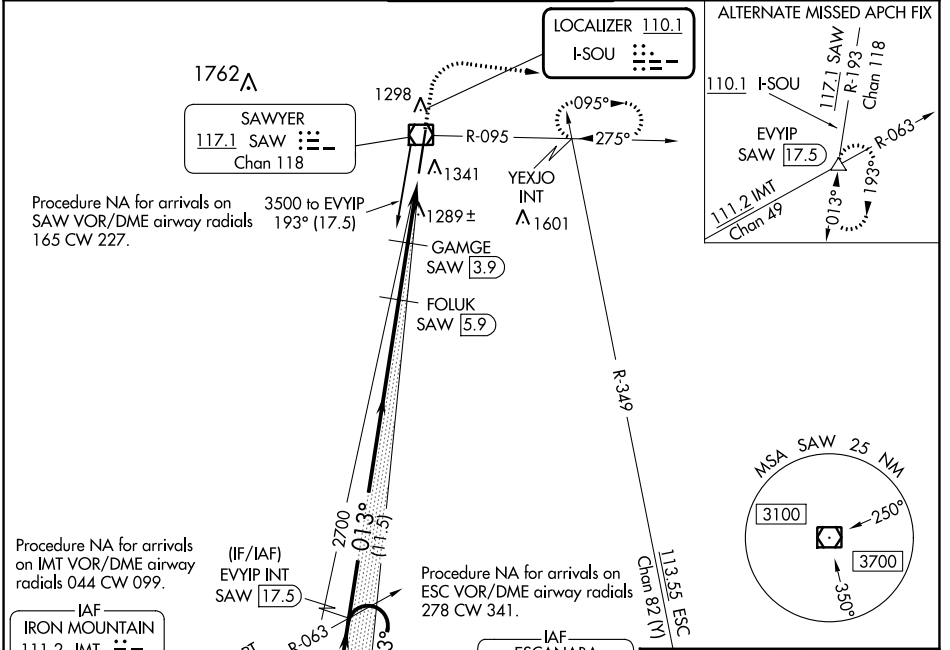 LOCALIZER 110.1
I-SOU
ALTERNATE MISSED APCH FIX
110.1 I-SOU
117.1 SAW
R-193
Chan 118
EVYIP
SAW 17.5
R-063
111.2 IMT
Chan 49
013°
193°
1762
1298
SAWYER
117.1 SAW
Chan 118
R-095
095°
275°
1341
YEXJO
INT
1601
Procedure NA for arrivals on
SAW VOR/DME airway radials
165 CW 227.
3500 to EVYIP
193° (17.5)
1289 ±
GAMGE
SAW 3.9
FOLUK
SAW 5.9
R-349
MSA SAW 25 NM
3100
250°
3700
350°
2700
013°
(11.5)
113.55 ESC
Chan 82 (Y)
Procedure NA for arrivals
on IMT VOR/DME airway
radials 044 CW 099.
(IF/IAF)
EVYIP INT
SAW 17.5
Procedure NA for arrivals on
ESC VOR/DME airway radials
278 CW 341.
R-063
IAF
IRON MOUNTAIN
111.2 IMT
IAF
ESCANABA